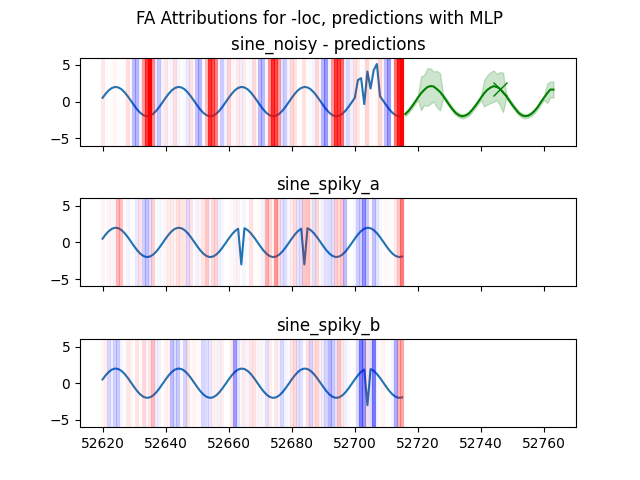 FA Attributions for -loc, predictions with MLP
sine_noisy - predictions
5
0
−5
sine_spiky_a
5
0
−5
sine_spiky_b
5
0
−5
52620 52640 52660 52680 52700 52720 52740 52760